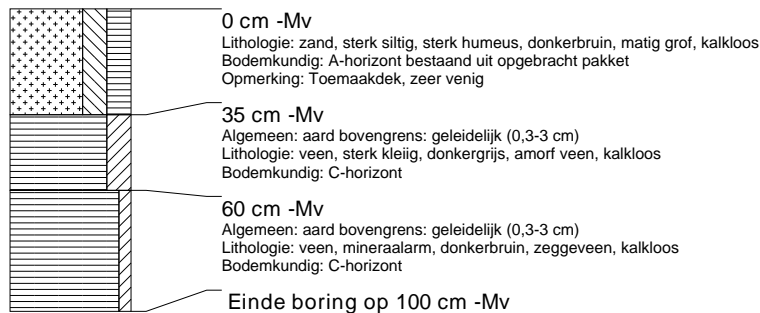 0 cm -Mv
Lithologie: zand, sterk siltig, sterk humeus, donkerbruin, matig grof, kalkloos
Bodemkundig: A-horizont bestaand uit opgebracht pakket
Opmerking: Toemaakdek, zeer venig
35 cm -Mv
Algemeen: aard bovengrens: geleidelijk (0,3-3 cm)
Lithologie: veen, sterk kleiig, donkergrijs, amorf veen, kalkloos
Bodemkundig: C-horizont
60 cm -Mv
Algemeen: aard bovengrens: geleidelijk (0,3-3 cm)
Lithologie: veen, mineraalarm, donkerbruin, zeggeveen, kalkloos
Bodemkundig: C-horizont
Einde boring op 100 cm -Mv